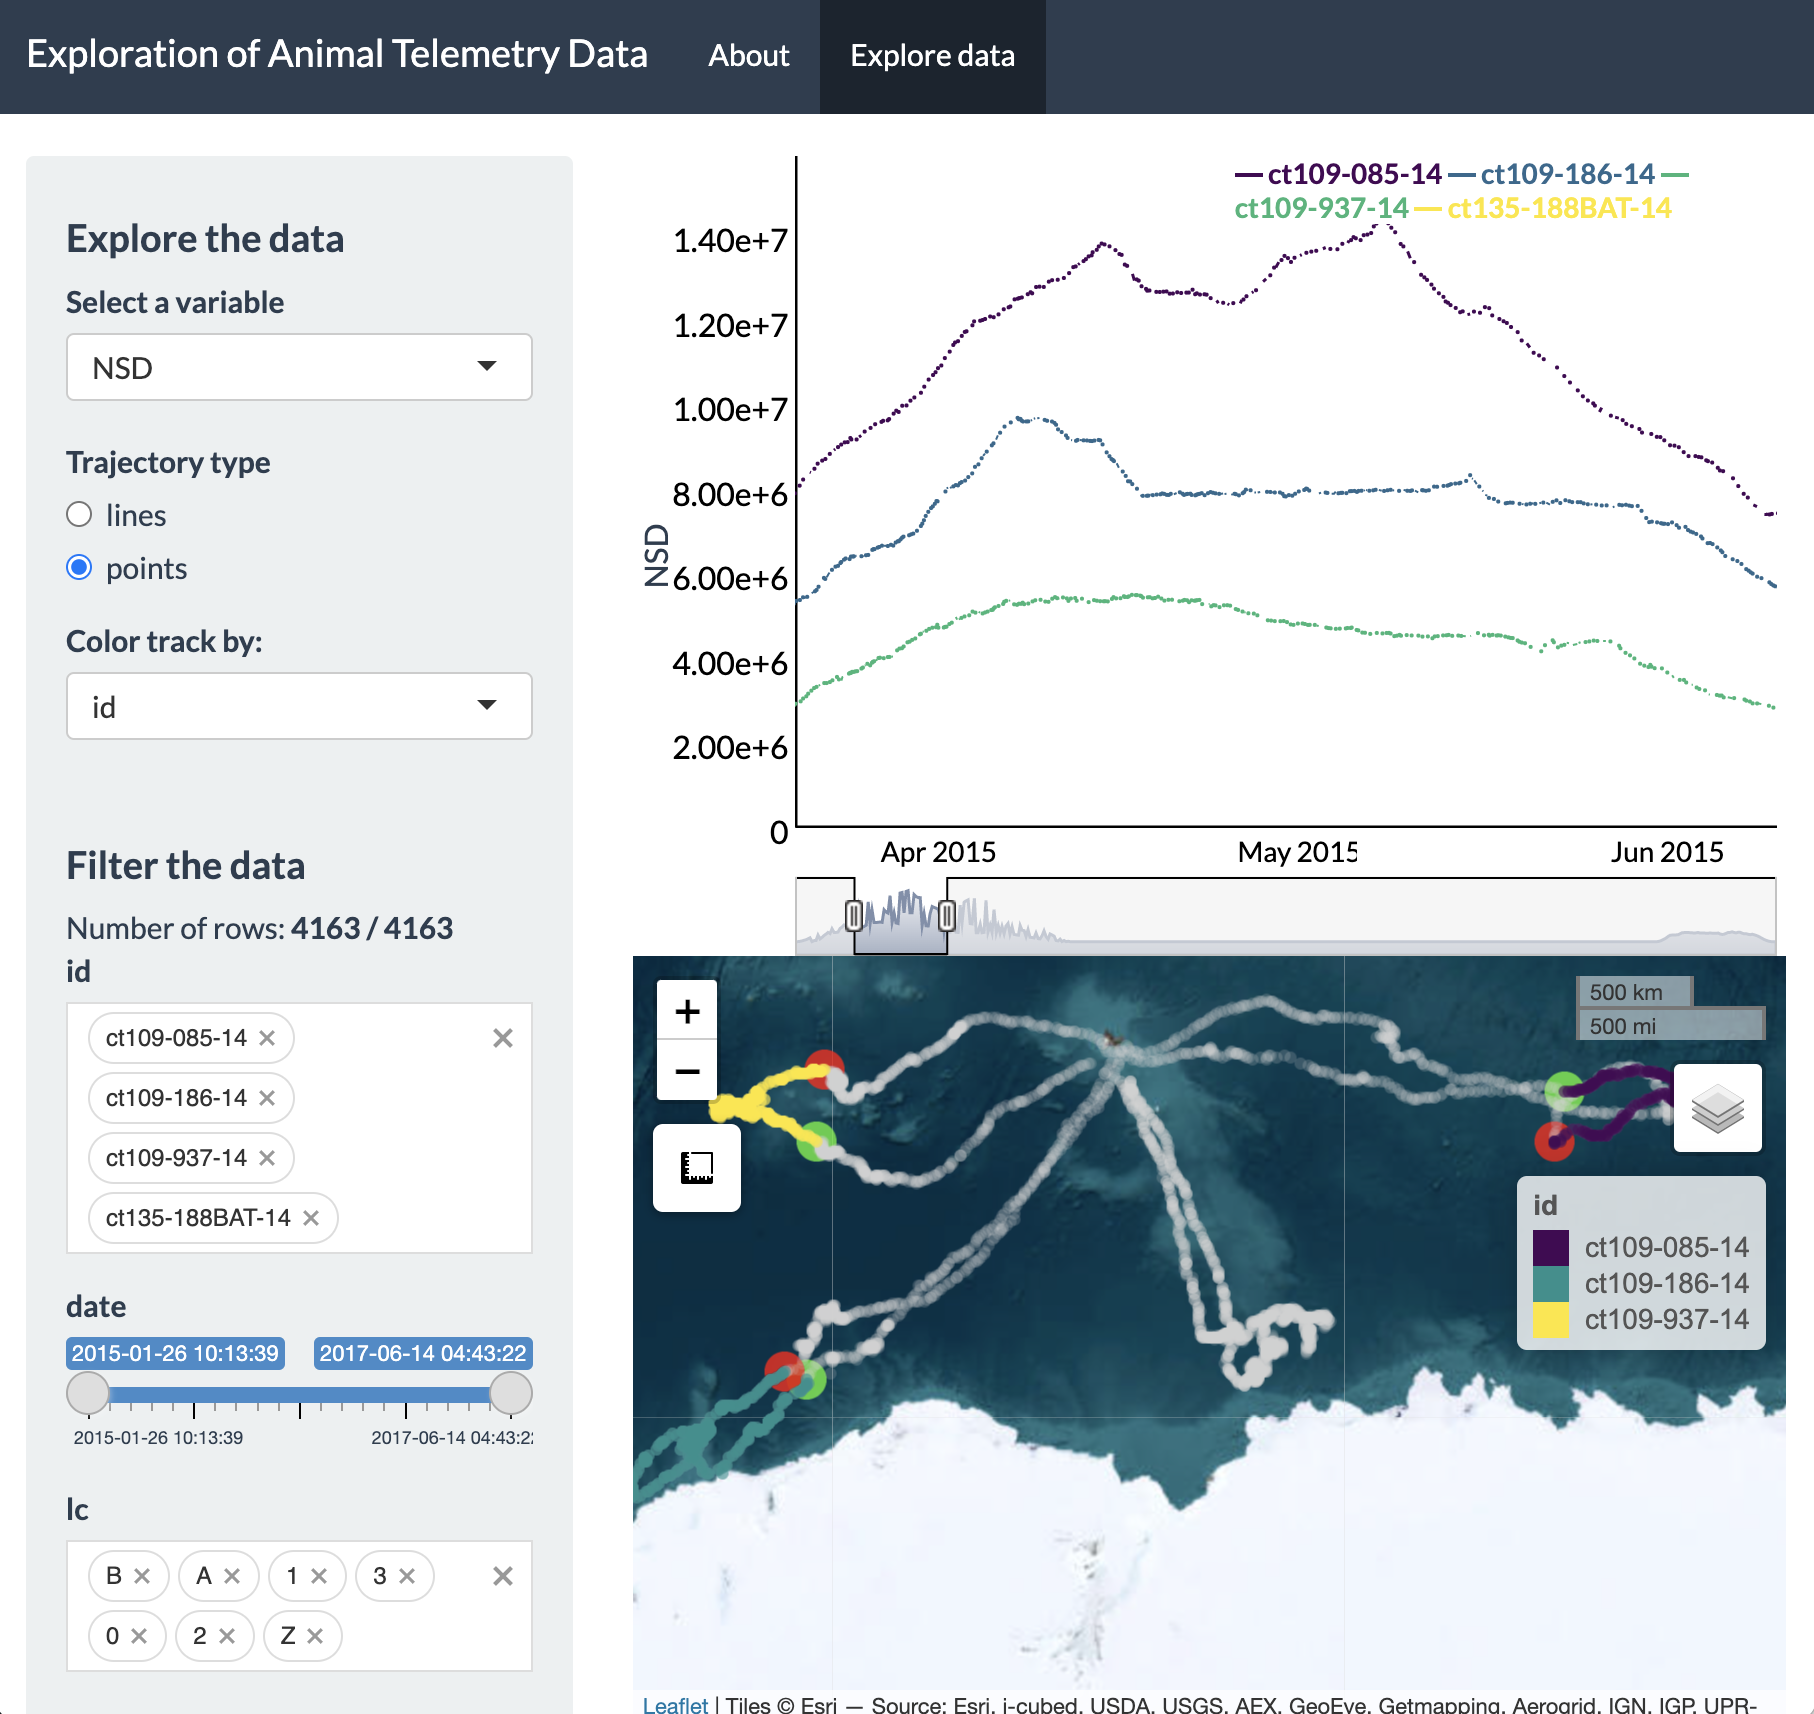 Exploration of Animal Telemetry Data About Explore data
Explore the data
Select a variable
NSD
Trajectory type
lines
points
Color track by:
id
Filter the data
Number of rows: 4163 / 4163
id
ct109-085-14 ×
ct109-186-14 ×
ct109-937-14 ×
ct135-188BAT-14 ×
×
date
2015-01-26 10:13:39 2017-06-14 04:43:22
2015-01-26 10:13:39 2017-06-14 04:43:2
lc
B × A × 1 × 3 ×
0 × 2 × Z ×
×
ct109-085-14 ct109-186-14
ct109-937-14 ct135-188BAT-14
NSD
1.40e+7
1.20e+7
1.00e+7
8.00e+6
6.00e+6
4.00e+6
2.00e+6
0
Apr 2015 May 2015 Jun 2015
+
−
500 km
500 mi
id
ct109-085-14
ct109-186-14
ct109-937-14
Leaflet | Tiles © Esri — Source: Esri, i-cubed, USDA, USGS, AEX, GeoEye, Getmapping, Aerogrid, IGN, IGP, UPR-